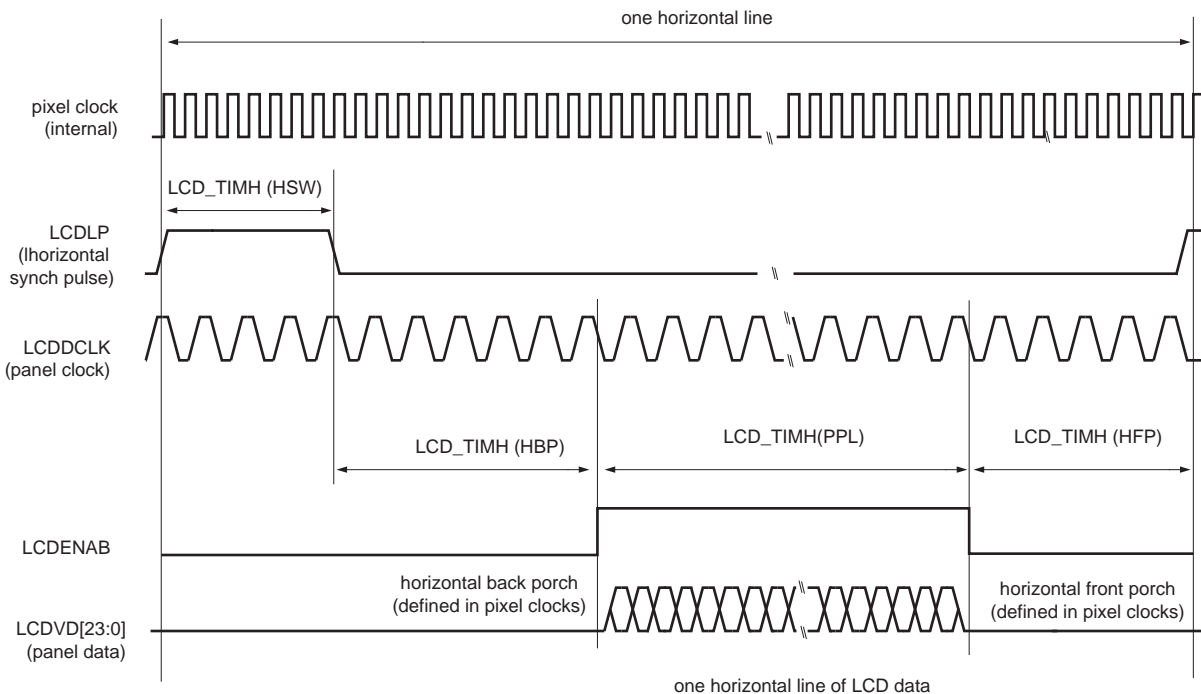 one horizontal line
pixel clock
(internal)
LCD_TIMH (HSW)
LCDLP
(lhorizontal
synch pulse)
LCDDCLK
(panel clock)
LCD_TIMH (HBP)
LCD_TIMH(PPL)
LCD_TIMH (HFP)
LCDENAB
horizontal back porch
(defined in pixel clocks)
horizontal front porch
(defined in pixel clocks)
LCDVD[23:0]
(panel data)
one horizontal line of LCD data